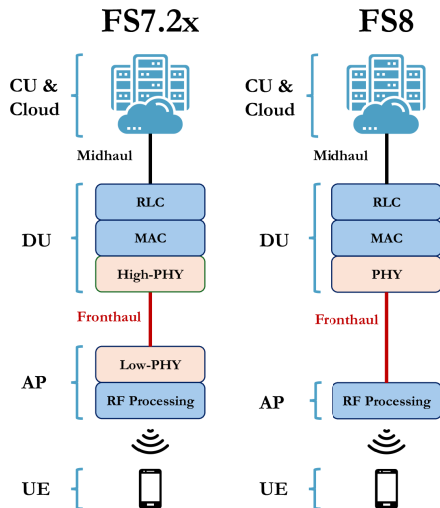 FS7.2x
CU &
Cloud
Midhaul
DU
RLC
MAC
High-PHY
Fronthaul
AP
Low-PHY
RF Processing
UE
FS8
CU &
Cloud
Midhaul
DU
RLC
MAC
PHY
Fronthaul
AP
RF Processing
UE